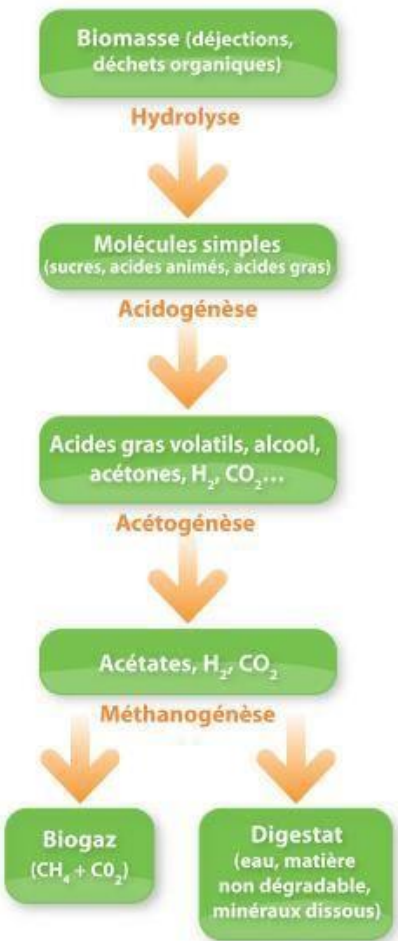 Biomasse (déjections,
déchets organiques)
Hydrolyse
Molécules simples
(sucres, acides animés, acides gras)
Acidogénèse
Acides gras volatils, alcool,
acétones, H₂, CO₂...
Acétogénèse
Acétates, H₂, CO₂
Méthanogénèse
Biogaz
(CH₄ + C0₂)
Digestat
(eau, matière
non dégradable,
minéraux dissous)